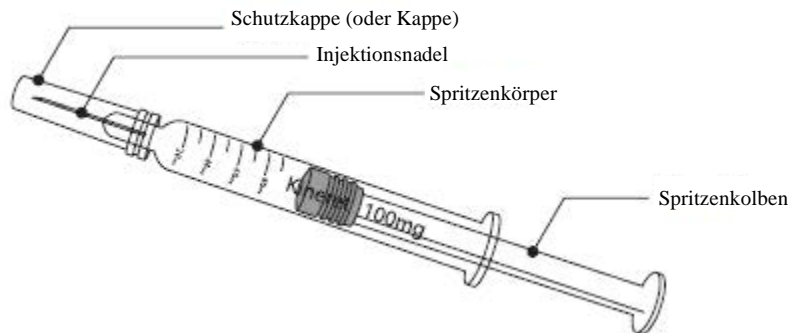 Schutzkappe (oder Kappe)
Injektionsnadel
Spritzenkörper
Spritzenkolben
100mg